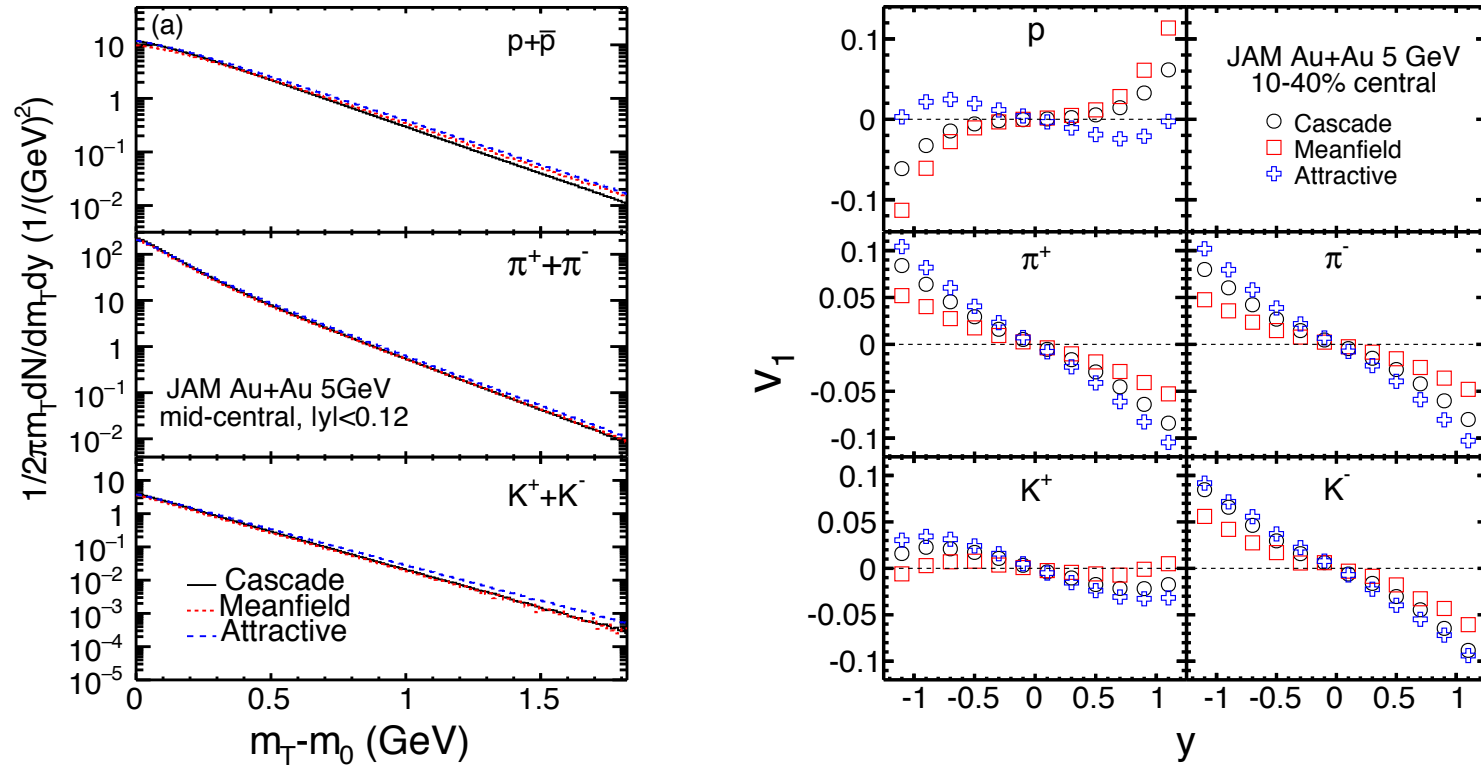 (a)
p+p̅
10
1
10⁻¹
10⁻²
π⁺+π⁻
10²
10
1
10⁻¹
10⁻²
JAM Au+Au 5GeV
mid-central, |y|<0.12
K⁺+K⁻
10
1
10⁻¹
10⁻²
10⁻³
10⁻⁴
10⁻⁵
Cascade
Meanfield
Attractive
0 0.5 1 1.5
m_T-m_0 (GeV)
1/2πm_TdN/dm_Tdy (1/(GeV)²)
p
0.1
0
-0.1
JAM Au+Au 5 GeV
10-40% central
Cascade
Meanfield
Attractive
π⁺
π⁻
0.1
0.05
0
-0.05
-0.1
K⁺
K⁻
0.1
0.05
0
-0.05
-0.1
-1 -0.5 0 0.5 1
-1 -0.5 0 0.5 1
v₁
y